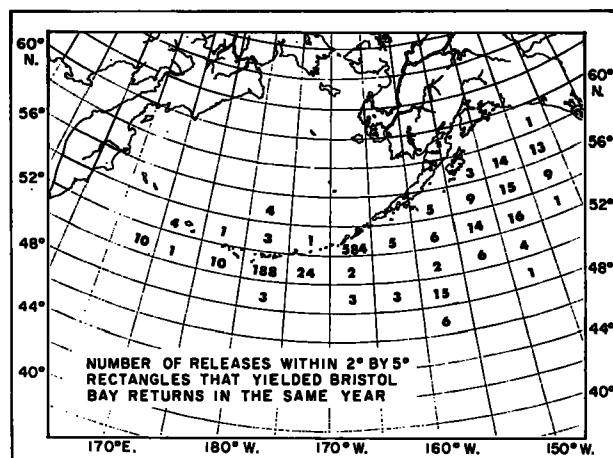 60°
N.
60°
56°
52°
48°
44°
40°
60°
N.
56°
52°
48°
44°
40°
1
3 14 13
4 5 9 15 9
4 1 3 1 384 5 6 14 16 1
10 1 10 188 24 2 2 6 4
3 3 3 15 1
6
NUMBER OF RELEASES WITHIN 2° BY 5°
RECTANGLES THAT YIELDED BRISTOL
BAY RETURNS IN THE SAME YEAR
170°E. 180°W. 170°W. 160°W. 150°W.